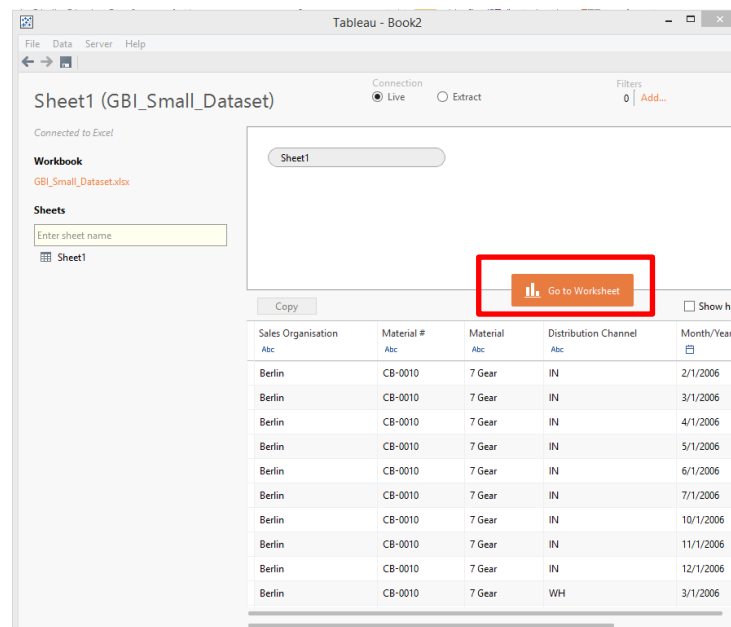 Tableau - Book2
File Data Server Help
Sheet1 (GBI_Small_Dataset)
Connection
Live Extract
Filters
0 Add...
Connected to Excel
Workbook
GBI_Small_Dataset.xlsx
Sheets
Enter sheet name
Sheet1
Sheet1
Go to Worksheet
Copy
Show h
Sales Organisation Material # Material Distribution Channel Month/Year
Abc Abc Abc Abc
Berlin CB-0010 7 Gear IN 2/1/2006
Berlin CB-0010 7 Gear IN 3/1/2006
Berlin CB-0010 7 Gear IN 4/1/2006
Berlin CB-0010 7 Gear IN 5/1/2006
Berlin CB-0010 7 Gear IN 6/1/2006
Berlin CB-0010 7 Gear IN 7/1/2006
Berlin CB-0010 7 Gear IN 10/1/2006
Berlin CB-0010 7 Gear IN 11/1/2006
Berlin CB-0010 7 Gear IN 12/1/2006
Berlin CB-0010 7 Gear WH 3/1/2006